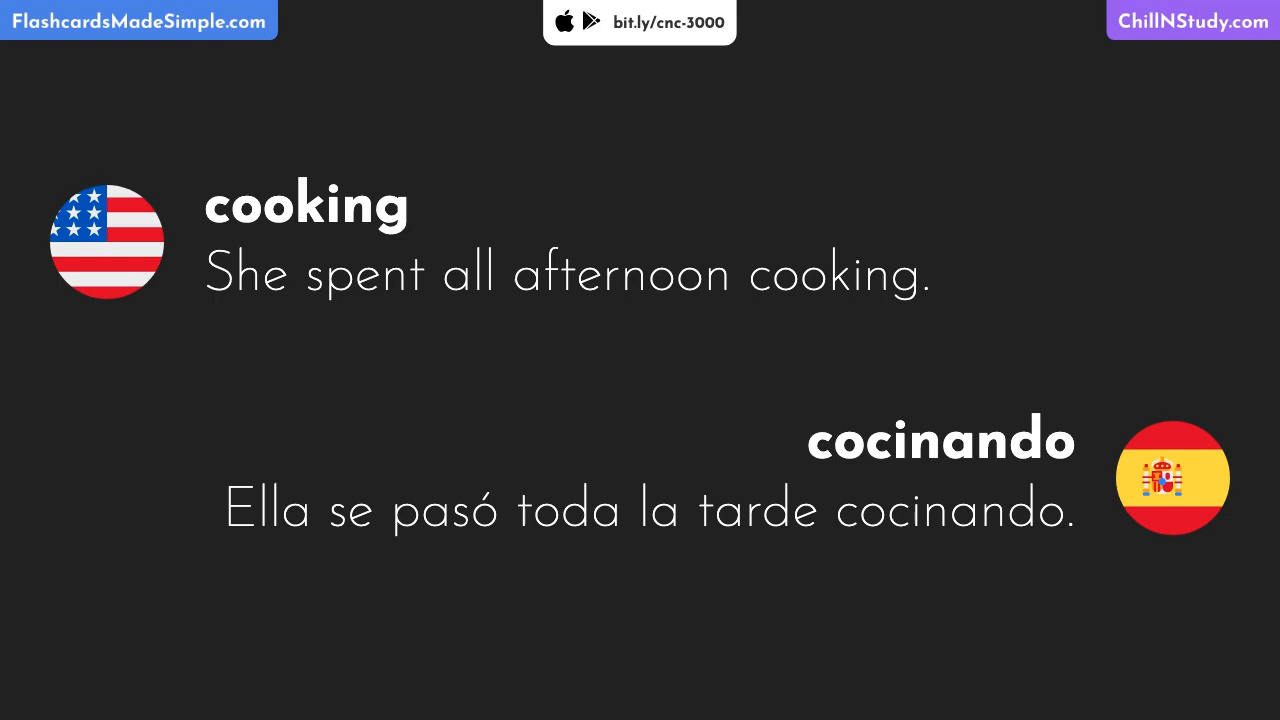 FlashcardsMadeSimple.com
bit.ly/cnc-3000
ChillNStudy.com
cooking
She spent all afternoon cooking.
cocinando
Ella se pasó toda la tarde cocinando.